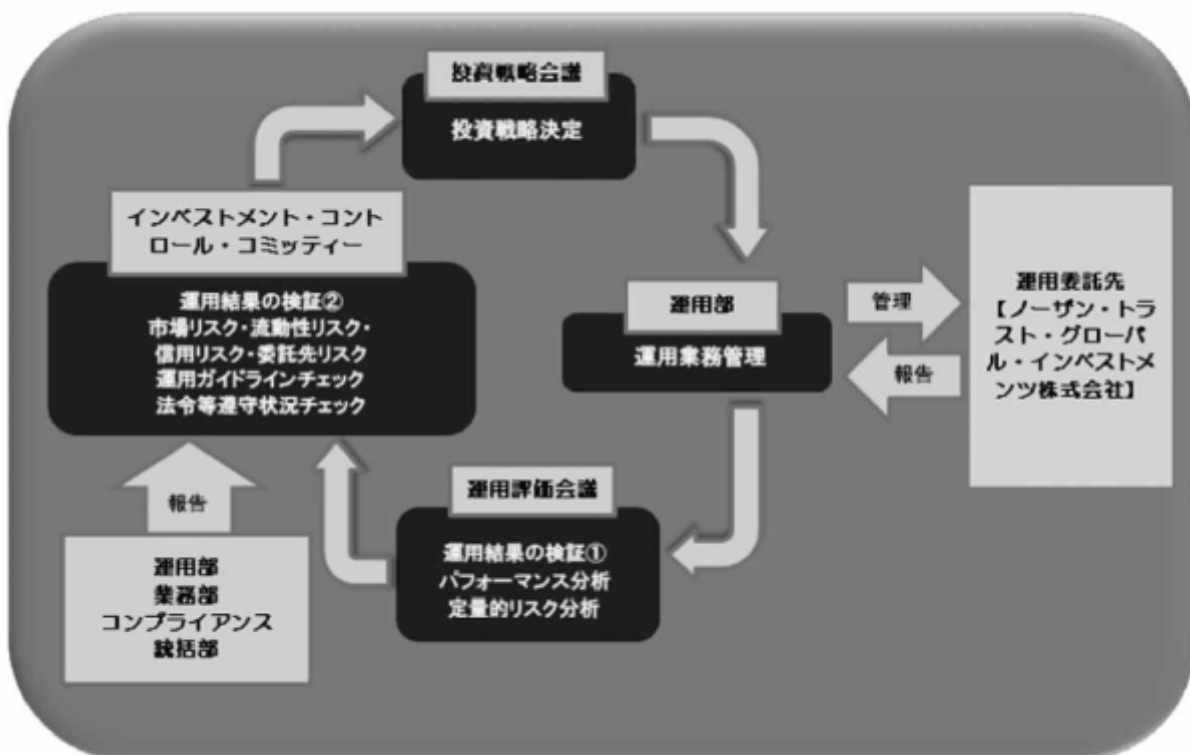 投資戦略会議
投資戦略決定
インベストメント・コント
ロール・コミッティー
運用結果の検証②
市場リスク・流動性リスク・
信用リスク・委託先リスク
運用ガイドラインチェック
法令等遵守状況チェック
運用部
運用業務管理
管理
報告
運用委託先
【ノーザン・トラ
スト・グローバ
ル・インベストメ
ンツ株式会社】
運用評価会議
運用結果の検証①
パフォーマンス分析
定量的リスク分析
報告
運用部
業務部
コンプライアンス
統括部